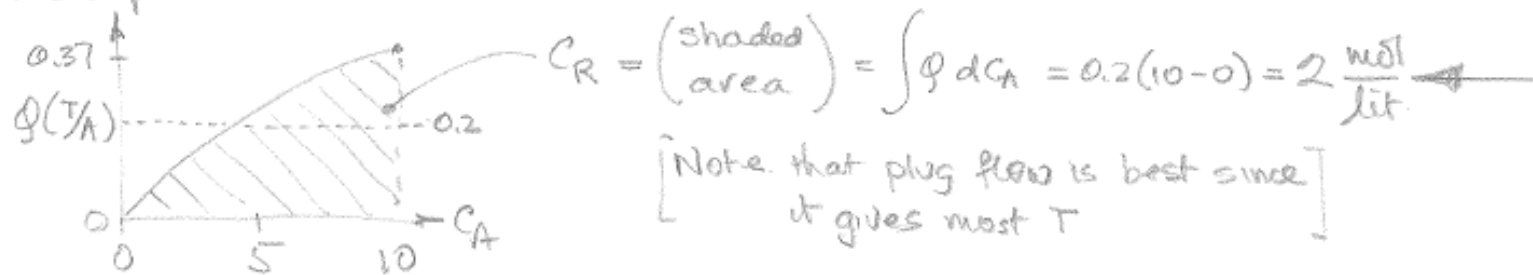 0.37
φ(T/A)
0.2
0
0 5 10
C_A
C_R = (shaded area) = ∫φ dC_A = 0.2(10-0) = 2 mol/lit.
[Note that plug flow is best since
it gives most T]